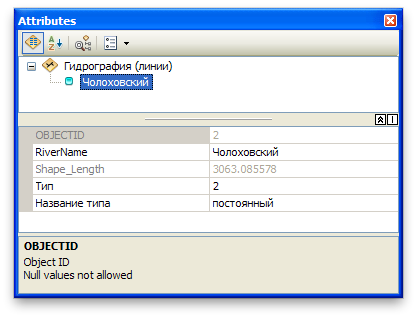 Attributes
Гидрография (линии)
Чолоховский
OBJECTID 2
RiverName Чолоховский
Shape_Length 3063.085578
Тип 2
Название типа постоянный
OBJECTID
Object ID
Null values not allowed